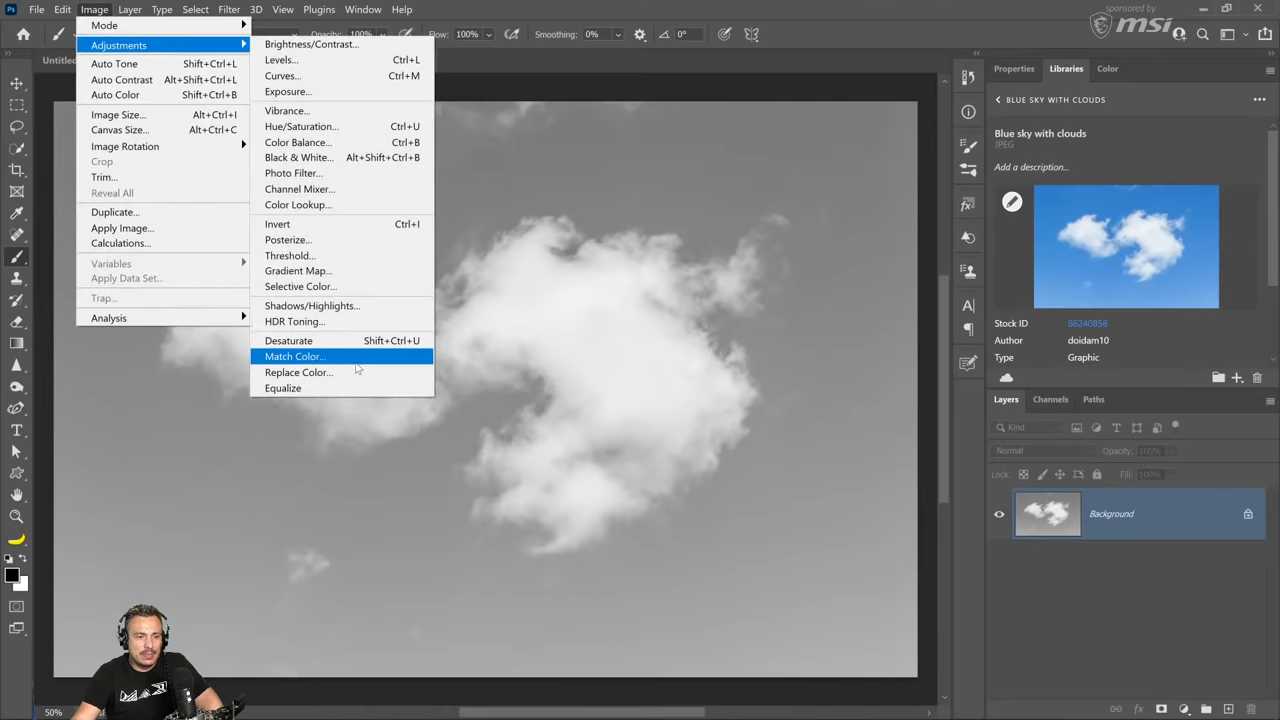 Ps File Edit Image Layer Type Select Filter 3D View Plugins Window Help
sponsored by
msi
Mode
Adjustments
Auto Tone Shift+Ctrl+L
Auto Contrast Alt+Shift+Ctrl+L
Auto Color Shift+Ctrl+B
Image Size... Alt+Ctrl+I
Canvas Size... Alt+Ctrl+C
Image Rotation
Crop
Trim...
Reveal All
Duplicate...
Apply Image...
Calculations...
Variables
Apply Data Set...
Trap...
Analysis
Opacity: 100% Flow: 100% Smoothing: 0% 0°
Brightness/Contrast...
Levels... Ctrl+L
Curves... Ctrl+M
Exposure...
Vibrance...
Hue/Saturation... Ctrl+U
Color Balance... Ctrl+B
Black & White... Alt+Shift+Ctrl+B
Photo Filter...
Channel Mixer...
Color Lookup...
Invert Ctrl+I
Posterize...
Threshold...
Gradient Map...
Selective Color...
Shadows/Highlights...
HDR Toning...
Desaturate Shift+Ctrl+U
Match Color...
Replace Color...
Equalize
Properties Libraries Color
BLUE SKY WITH CLOUDS
Blue sky with clouds
JPEG
Add a description...
Stock ID 86240858
Author doidam10
Type Graphic
Layers Channels Paths
Kind
Normal Opacity: 100%
Lock: Fill: 100%
Background
50%